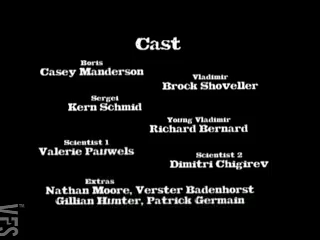 Cast
Boris
Casey Manderson
Vladimir
Brock Shoveller
Sergei
Kern Schmid
Young Vladimir
Richard Bernard
Scientist 1
Valerie Pauwels
Scientist 2
Dimitri Chigirev
Extras
Nathan Moore, Verster Badenhorst
Gillian Hunter, Patrick Germain
VFS